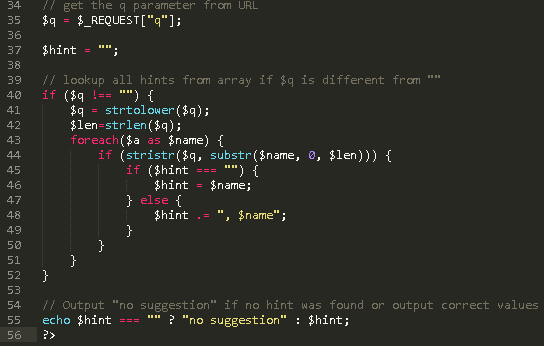 34 // get the q parameter from URL
35 $q = $_REQUEST["q"];
36
37 $hint = "";
38
39 // lookup all hints from array if $q is different from ""
40 if ($q !== "") {
41     $q = strtolower($q);
42     $len=strlen($q);
43     foreach($a as $name) {
44         if (stristr($q, substr($name, 0, $len))) {
45             if ($hint === "") {
46                 $hint = $name;
47             } else {
48                 $hint .= ", $name";
49             }
50         }
51     }
52 }
53
54 // Output "no suggestion" if no hint was found or output correct values
55 echo $hint === "" ? "no suggestion" : $hint;
56 ?>